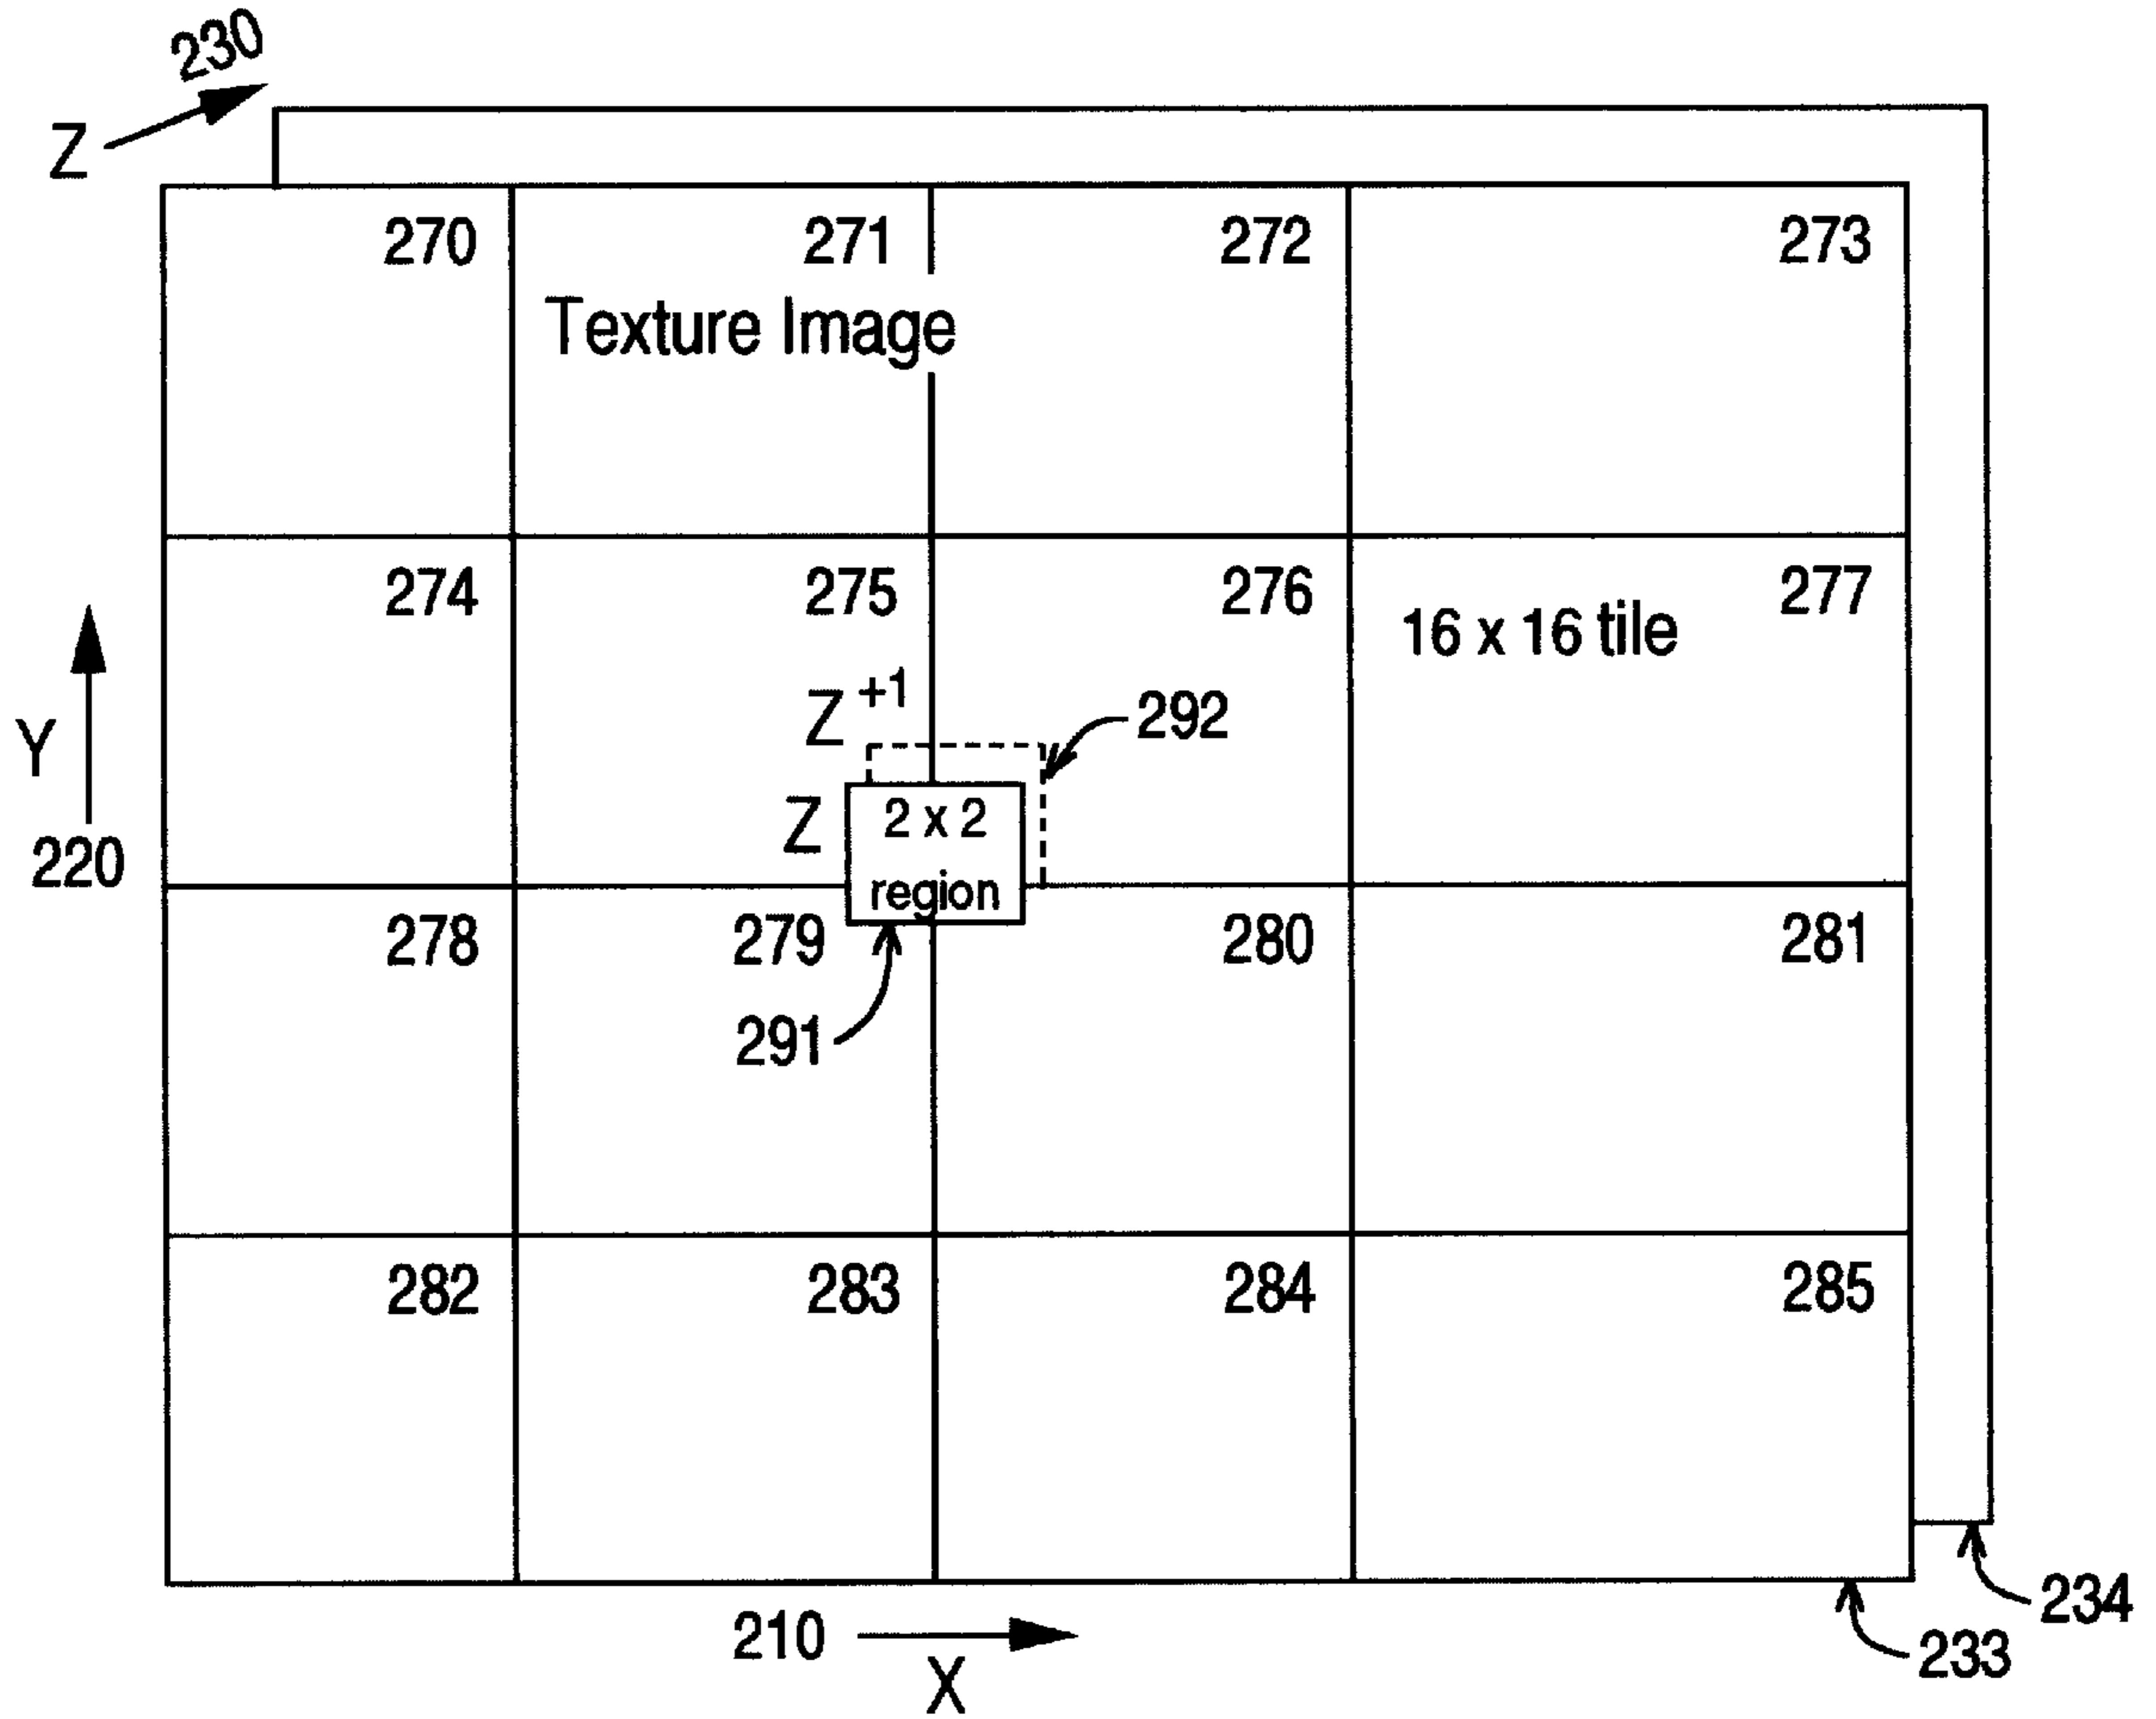 230
Z
270 271 272 273
Texture Image
274 275 276 277
16 x 16 tile
Z +1
292
Y
Z
2 x 2
220
region
278 279 280 281
291
282 283 284 285
234
210
233
X